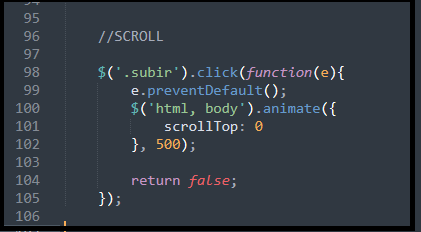 95
96 //SCROLL
97
98 $('.subir').click(function(e){
99 e.preventDefault();
100 $('html, body').animate({
101 scrollTop: 0
102 }, 500);
103
104 return false;
105 });
106